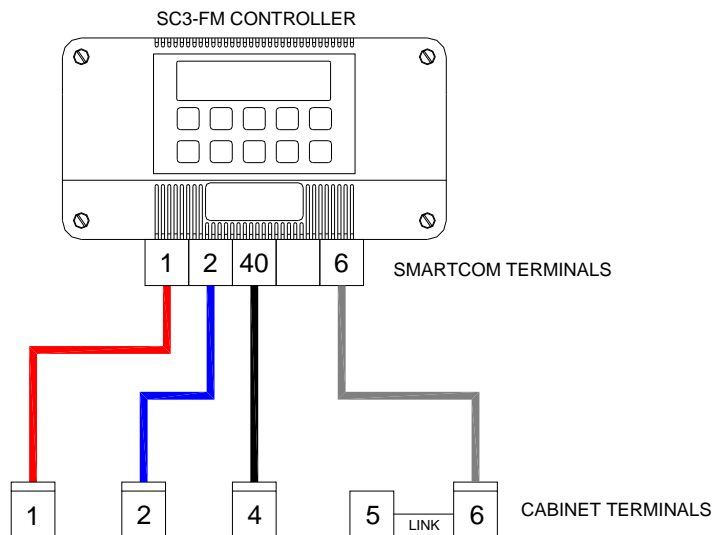 SC3-FM CONTROLLER
1 2 40 6
SMARTCOM TERMINALS
1 2 4 5 LINK 6
CABINET TERMINALS